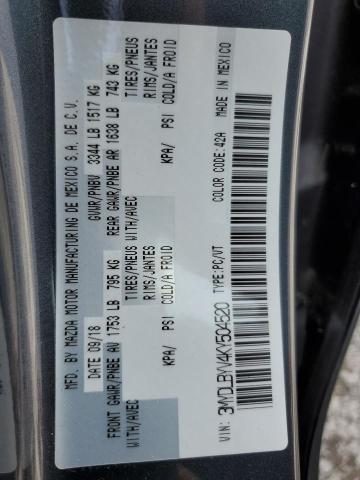 MFD. BY MAZDA MOTOR MANUFACTURING DE MEXICO S.A. DE C.V.
DATE: 09/18 GVWR/PNBV 3344 LB 1517 KG
FRONT GAWR/PNBE AV 1753 LB 795 KG REAR GAWR/PNBE AR 1638 LB 743 KG
WITH/AVEC TIRES/PNEUS WITH/AVEC TIRES/PNEUS
RIMS/JANTES RIMS/JANTES
KPA/ PSI COLD/A FROID KPA/ PSI COLD/A FROID
VIN: 3MYDLBYV4KY504520 TYPE:PC/VT COLOR CODE:42A MADE IN MEXICO